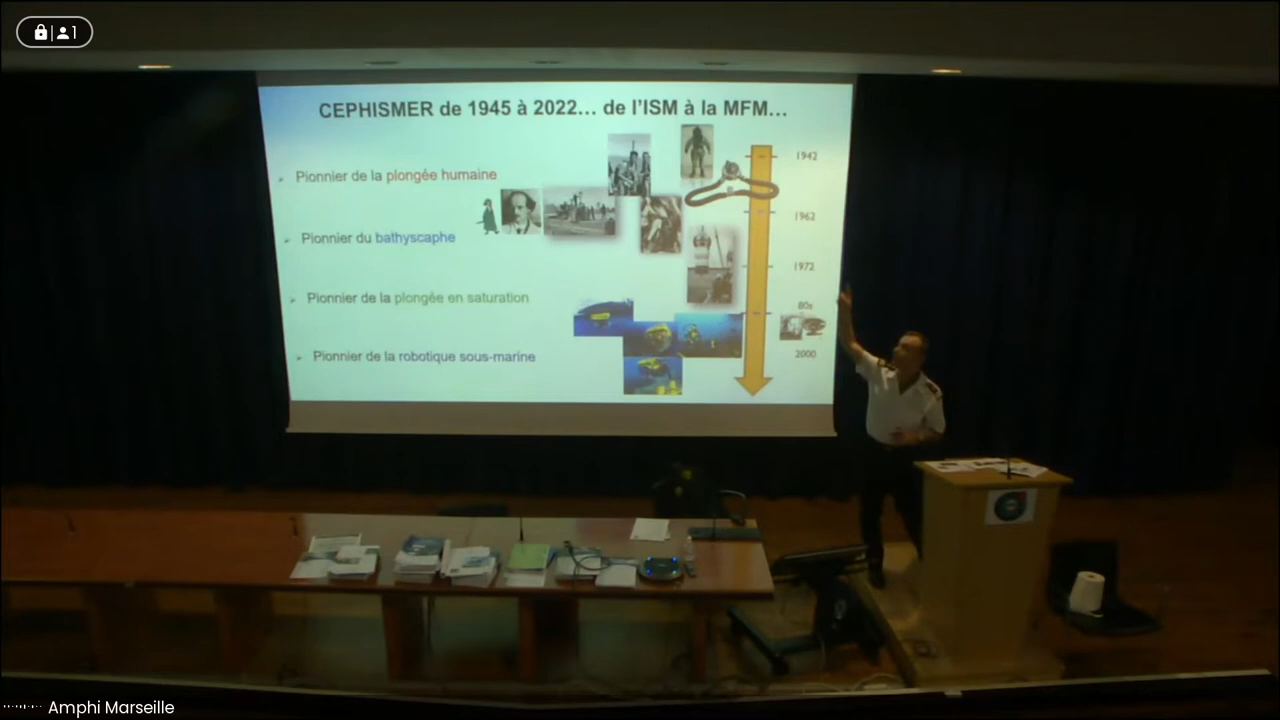 1
CEPHISMER de 1945 à 2022… de l'ISM à la MFM…
Pionnier de la plongée humaine
Pionnier du bathyscaphe
Pionnier de la plongée en saturation
Pionnier de la robotique sous-marine
1942
1962
1972
80s
2000
Amphi Marseille